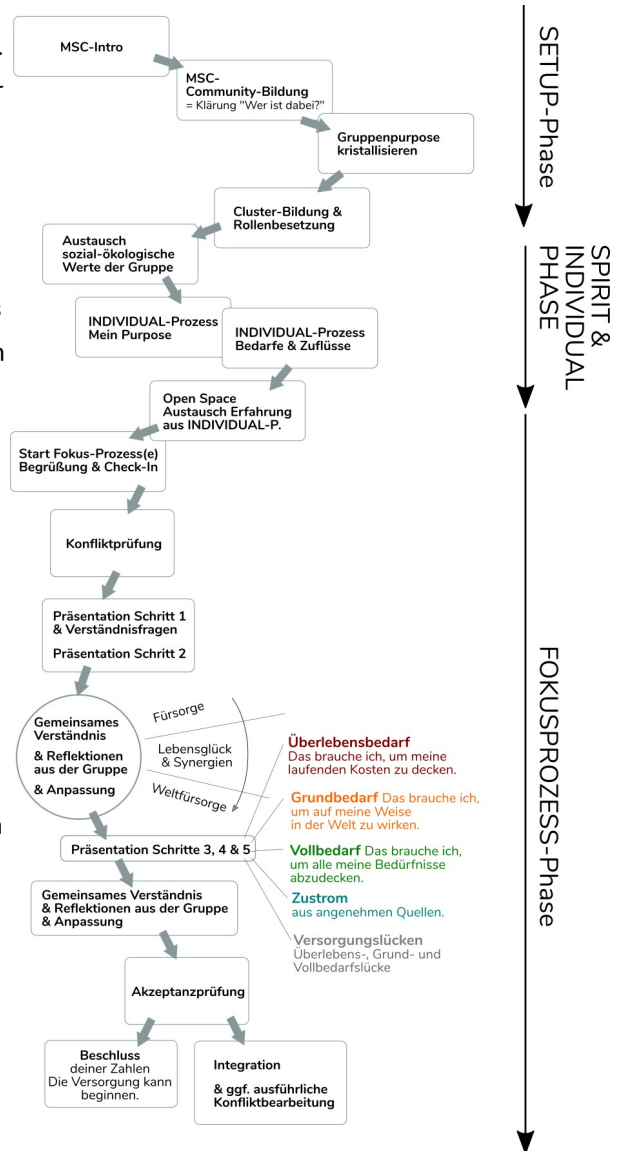 MSC-Intro
MSC-
Community-Bildung
= Klärung "Wer ist dabei?"
Gruppenpurpose
kristallisieren
Cluster-Bildung &
Rollenbesetzung
Austausch
sozial-ökologische
Werte der Gruppe
INDIVIDUAL-Prozess
Mein Purpose
INDIVIDUAL-Prozess
Bedarfe & Zuflüsse
Open Space
Austausch Erfahrung
aus INDIVIDUAL-P.
Start Fokus-Prozess(e)
Begrüßung & Check-In
Konfliktprüfung
Präsentation Schritt 1
& Verständnisfragen
Präsentation Schritt 2
Gemeinsames
Verständnis
& Reflektionen
aus der Gruppe
& Anpassung
Fürsorge
Lebensglück
& Synergien
Weltfürsorge
Überlebensbedarf
Das brauche ich, um meine
laufenden Kosten zu decken.
Grundbedarf Das brauche ich,
um auf meine Weise
in der Welt zu wirken.
Vollbedarf Das brauche ich,
um alle meine Bedürfnisse
abzudecken.
Zustrom
aus angenehmen Quellen.
Versorgungslücken
Überlebens-, Grund- und
Vollbedarfslücke
Präsentation Schritte 3, 4 & 5
Gemeinsames Verständnis
& Reflektionen aus der Gruppe
& Anpassung
Akzeptanzprüfung
Beschluss
deiner Zahlen
Die Versorgung kann
beginnen.
Integration
& ggf. ausführliche
Konfliktbearbeitung
SETUP-Phase
SPIRIT &
INDIVIDUAL
PHASE
FOKUSPROZESS-Phase